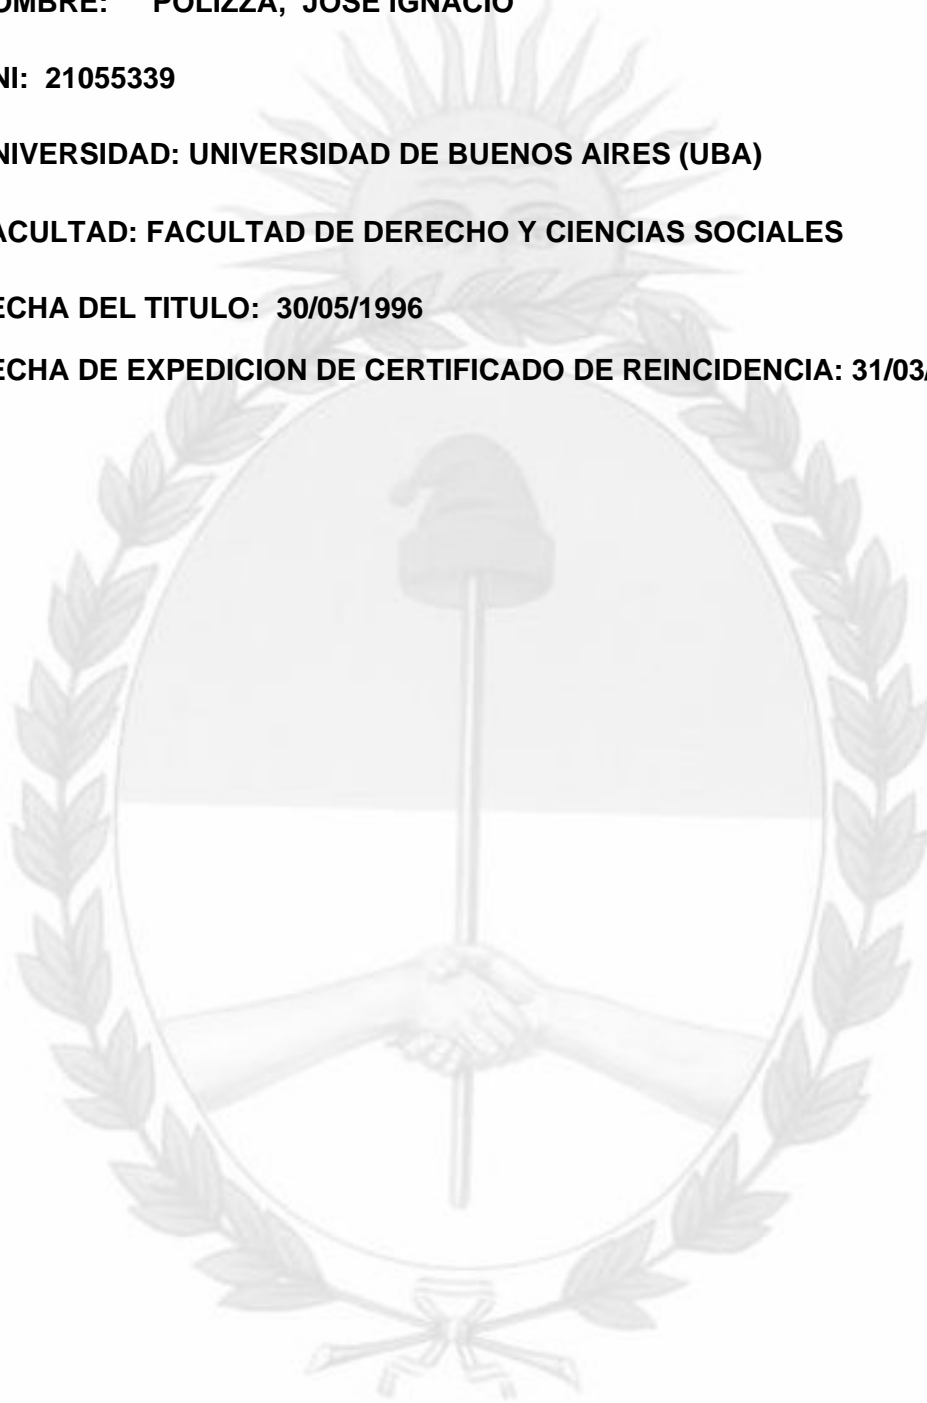 OMBRE: POLIZZA, JOSE IGNACIO
NI: 21055339
NIVERSIDAD: UNIVERSIDAD DE BUENOS AIRES (UBA)
ACULTAD: FACULTAD DE DERECHO Y CIENCIAS SOCIALES
ECHA DEL TITULO: 30/05/1996
ECHA DE EXPEDICION DE CERTIFICADO DE REINCIDENCIA: 31/03/